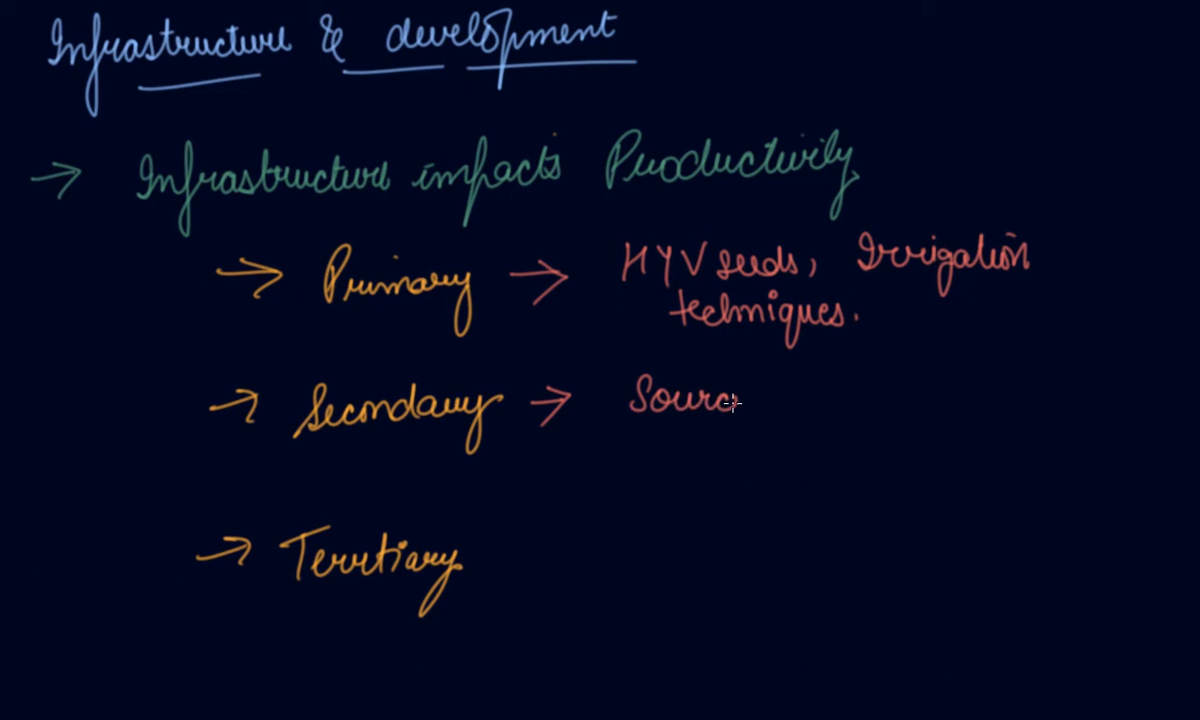 Infrastructure & development
→ Infrastructure impacts Productivity
→ Primary → HYV seeds, Irrigation
techniques.
→ Secondary → Sourc
→ Tertiary